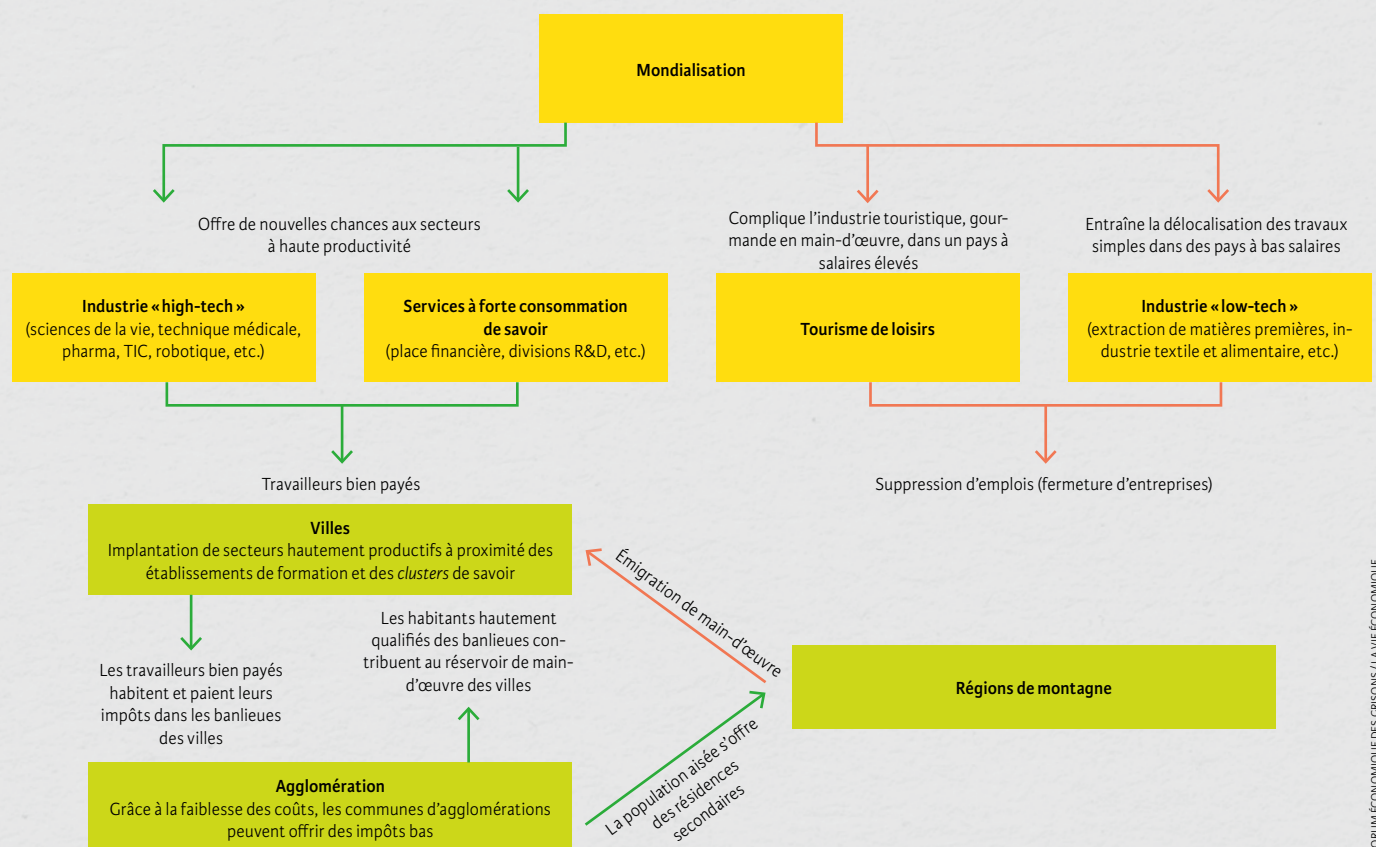 Mondialisation
Offre de nouvelles chances aux secteurs
à haute productivité
Complique l'industrie touristique, gour-
mande en main-d'œuvre, dans un pays à
salaires élevés
Entraîne la délocalisation des travaux
simples dans des pays à bas salaires
Industrie «high-tech»
(sciences de la vie, technique médicale,
pharma, TIC, robotique, etc.)
Services à forte consommation
de savoir
(place financière, divisions R&D, etc.)
Tourisme de loisirs
Industrie «low-tech»
(extraction de matières premières, in-
dustrie textile et alimentaire, etc.)
Travailleurs bien payés
Suppression d'emplois (fermeture d'entreprises)
Villes
Implantation de secteurs hautement productifs à proximité des
établissements de formation et des clusters de savoir
Émigration de main-d'œuvre
Les habitants hautement
qualifiés des banlieues con-
tribuent au réservoir de main-
d'œuvre des villes
Les travailleurs bien payés
habitent et paient leurs
impôts dans les banlieues
des villes
Régions de montagne
La population aisée s'offre
des résidences
secondaires
Agglomération
Grâce à la faiblesse des coûts, les communes d'agglomérations
peuvent offrir des impôts bas
ORUM ÉCONOMIQUE DES GRISONS / LA VIE ÉCONOMIQUE